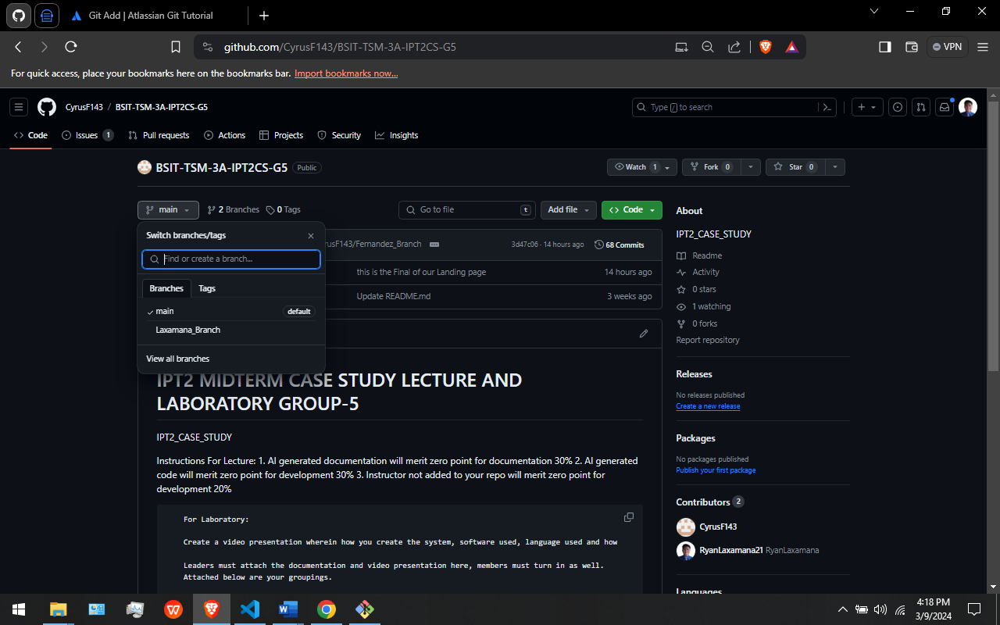 Git Add | Atlassian Git Tutorial
github.com/CyrusF143/BSIT-TSM-3A-IPT2CS-G5
VPN
For quick access, place your bookmarks here on the bookmarks bar. Import bookmarks now...
CyrusF143 / BSIT-TSM-3A-IPT2CS-G5
Type / to search
Code
Issues 1
Pull requests
Actions
Projects
Security
Insights
BSIT-TSM-3A-IPT2CS-G5 Public
Watch 1
Fork 0
Star 0
main
2 Branches
0 Tags
Go to file t
Add file
Code
Switch branches/tags
Find or create a branch...
Branches
Tags
main default
Laxamana_Branch
View all branches
rusF143/Fernandez_Branch
3d47c06 · 14 hours ago
68 Commits
this is the Final of our Landing page 14 hours ago
Update README.md 3 weeks ago
IPT2 MIDTERM CASE STUDY LECTURE AND
LABORATORY GROUP-5
IPT2_CASE_STUDY
Instructions For Lecture: 1. AI generated documentation will merit zero point for documentation 30% 2. AI generated
code will merit zero point for development 30% 3. Instructor not added to your repo will merit zero point for
development 20%
For Laboratory:
Create a video presentation wherein how you create the system, software used, language used and how
Leaders must attach the documentation and video presentation here, members must turn in as well.
Attached below are your groupings.
About
IPT2_CASE_STUDY
Readme
Activity
0 stars
1 watching
0 forks
Report repository
Releases
No releases published
Create a new release
Packages
No packages published
Publish your first package
Contributors 2
CyrusF143
RyanLaxamana21 RyanLaxamana
Languages
4:18 PM
3/9/2024